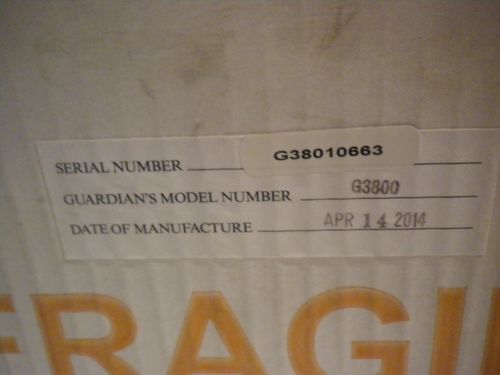 SERIAL NUMBER G38010663
GUARDIAN'S MODEL NUMBER G3800
DATE OF MANUFACTURE APR 14 2014
FRAGI